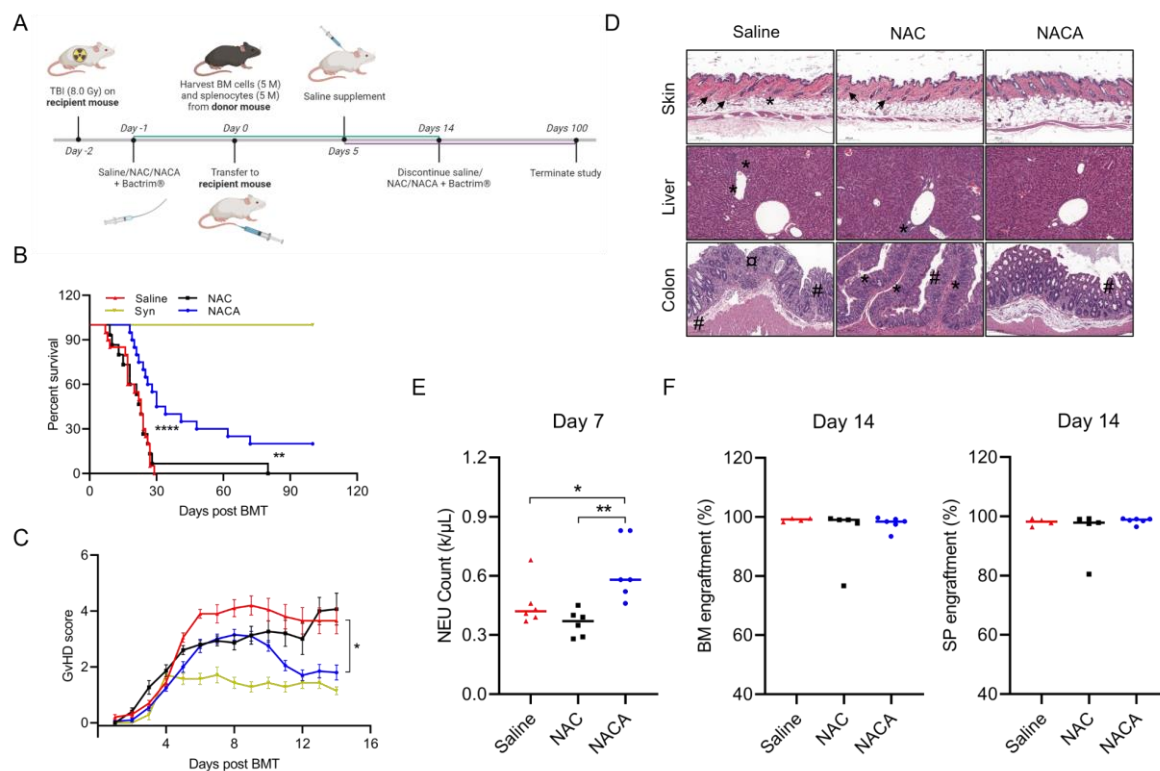 A
TBI (8.0 Gy) on
recipient mouse
Harvest BM cells (5 M)
and splenocytes (5 M)
from donor mouse
Saline supplement
Day -1
Day 0
Days 14
Days 100
Day -2
Days 5
Saline/NAC/NACA
+ Bactrim®
Transfer to
recipient mouse
Discontinue saline/
NAC/NACA + Bactrim®
Terminate study
B
Percent survival
120
90
60
30
0
Saline
NAC
Syn
NACA
****
**
0 30 60 90 120
Days post BMT
C
GvHD score
6
4
2
0
*
0 4 8 12 16
Days post BMT
D
Saline NAC NACA
Skin
*
Liver
*
*
*
Colon
¤
#
#
*
*
#
*
#
E
Day 7
NEU Count (k/µL)
1.2
0.9
0.6
0.3
0.0
*
**
Saline
NAC
NACA
F
Day 14
BM engraftment (%)
120
100
80
60
40
Saline
NAC
NACA
Day 14
SP engraftment (%)
120
100
80
60
40
Saline
NAC
NACA